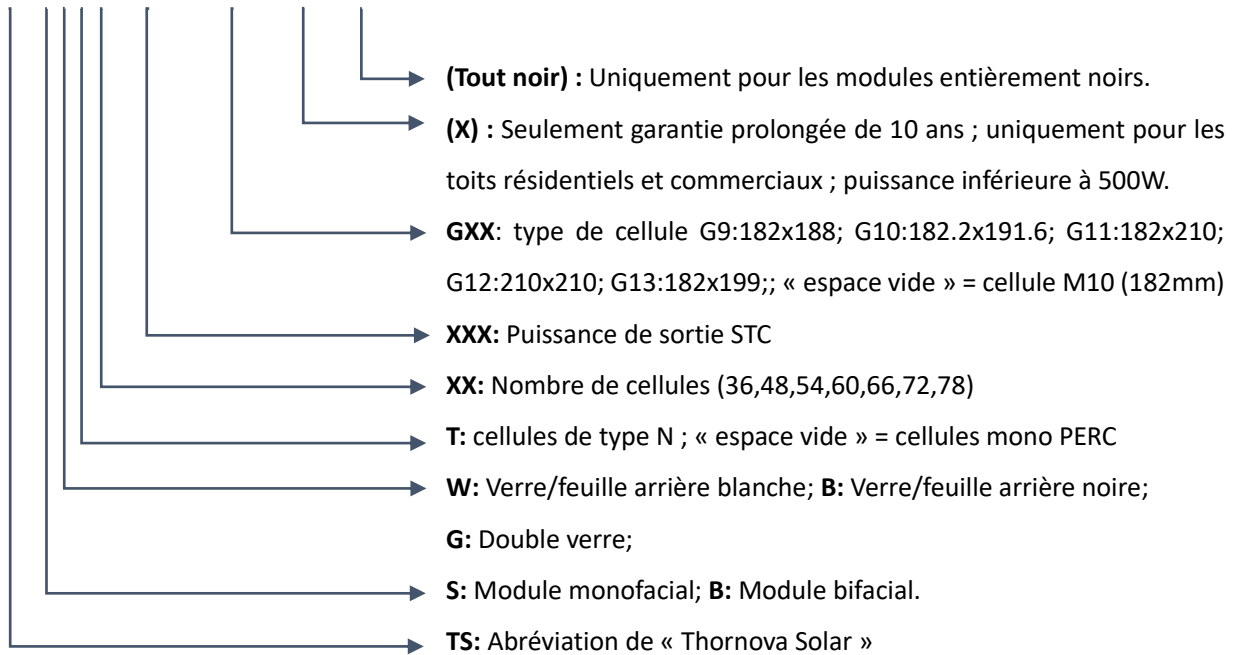 (Tout noir) : Uniquement pour les modules entièrement noirs.
(X) : Seulement garantie prolongée de 10 ans ; uniquement pour les
toits résidentiels et commerciaux ; puissance inférieure à 500W.
GXX: type de cellule G9:182x188; G10:182.2x191.6; G11:182x210;
G12:210x210; G13:182x199;; « espace vide » = cellule M10 (182mm)
XXX: Puissance de sortie STC
XX: Nombre de cellules (36,48,54,60,66,72,78)
T: cellules de type N ; « espace vide » = cellules mono PERC
W: Verre/feuille arrière blanche; B: Verre/feuille arrière noire;
G: Double verre;
S: Module monofacial; B: Module bifacial.
TS: Abréviation de « Thornova Solar »